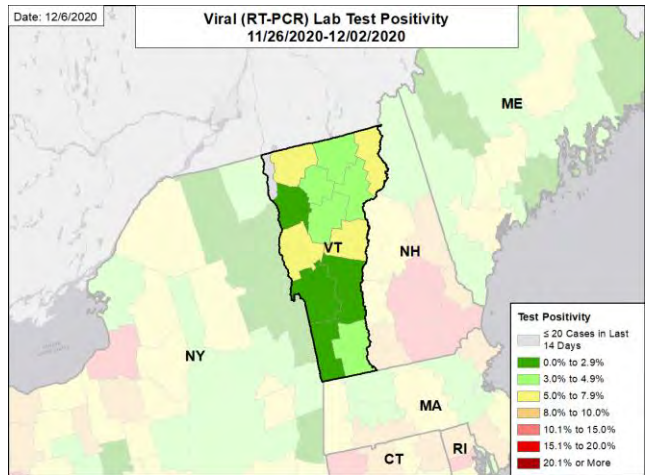 Date: 12/6/2020
Viral (RT-PCR) Lab Test Positivity
11/26/2020-12/02/2020
ME
VT
NH
NY
MA
CT
RI
Test Positivity
≤ 20 Cases in Last
14 Days
0.0% to 2.9%
3.0% to 4.9%
5.0% to 7.9%
8.0% to 10.0%
10.1% to 15.0%
15.1% to 20.0%
20.1% or More